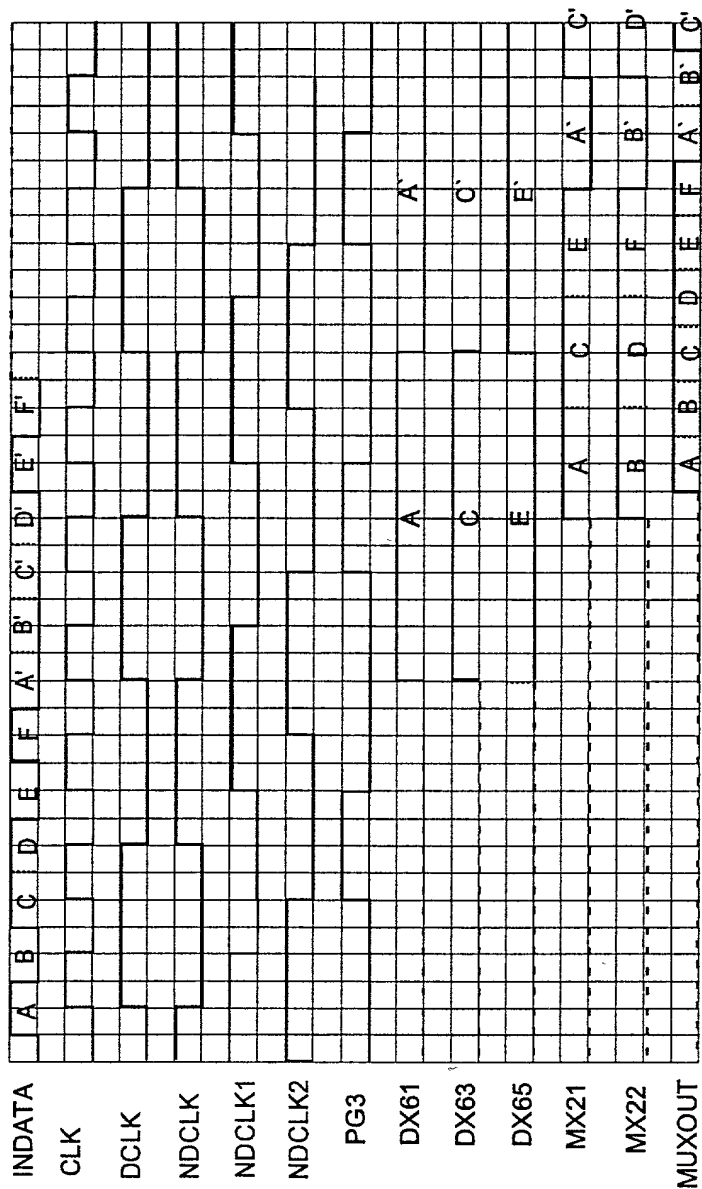 INDATA A B C D E F A' B' C' D' E' F'
CLK
DCLK
NDCLK
NDCLK1
NDCLK2
PG3
DX61 A A`
DX63 C C`
DX65 E E`
MX21 A C E A` C'
MX22 B D F B` D'
MUXOUT A B C D E F A` B` C'